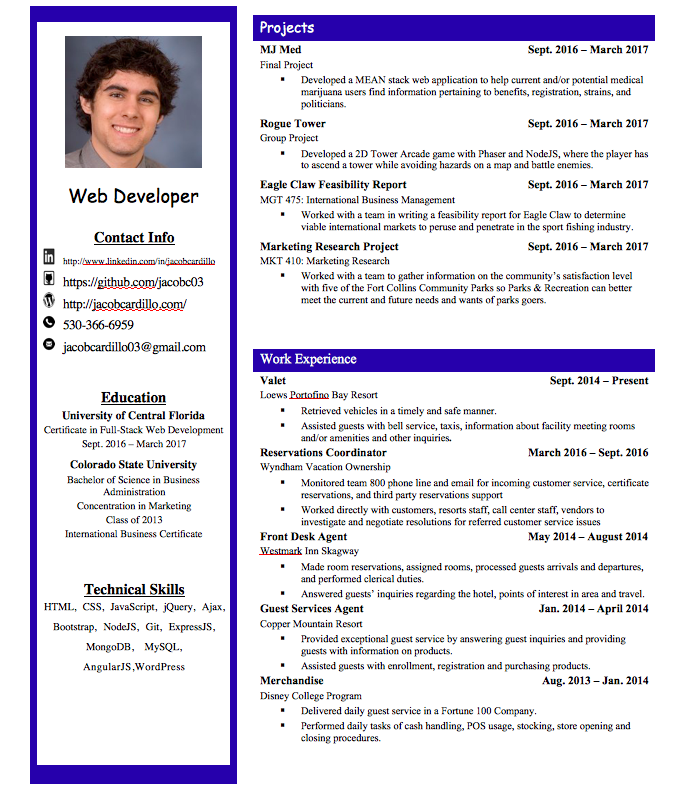 Web Developer
Contact Info
http://www.linkedin.com/in/jacobcardillo
https://github.com/jacobc03
http://jacobcardillo.com/
530-366-6959
jacobcardillo03@gmail.com
Education
University of Central Florida
Certificate in Full-Stack Web Development
Sept. 2016 – March 2017
Colorado State University
Bachelor of Science in Business
Administration
Concentration in Marketing
Class of 2013
International Business Certificate
Technical Skills
HTML, CSS, JavaScript, jQuery, Ajax,
Bootstrap, NodeJS, Git, ExpressJS,
MongoDB, MySQL,
AngularJS,WordPress
Projects
MJ Med Sept. 2016 – March 2017
Final Project
▪ Developed a MEAN stack web application to help current and/or potential medical
marijuana users find information pertaining to benefits, registration, strains, and
politicians.
Rogue Tower Sept. 2016 – March 2017
Group Project
▪ Developed a 2D Tower Arcade game with Phaser and NodeJS, where the player has
to ascend a tower while avoiding hazards on a map and battle enemies.
Eagle Claw Feasibility Report Sept. 2016 – March 2017
MGT 475: International Business Management
▪ Worked with a team in writing a feasibility report for Eagle Claw to determine
viable international markets to peruse and penetrate in the sport fishing industry.
Marketing Research Project Sept. 2016 – March 2017
MKT 410: Marketing Research
▪ Worked with a team to gather information on the community’s satisfaction level
with five of the Fort Collins Community Parks so Parks & Recreation can better
meet the current and future needs and wants of parks goers.
Work Experience
Valet Sept. 2014 – Present
Loews Portofino Bay Resort
▪ Retrieved vehicles in a timely and safe manner.
▪ Assisted guests with bell service, taxis, information about facility meeting rooms
and/or amenities and other inquiries.
Reservations Coordinator March 2016 – Sept. 2016
Wyndham Vacation Ownership
▪ Monitored team 800 phone line and email for incoming customer service, certificate
reservations, and third party reservations support
▪ Worked directly with customers, resorts staff, call center staff, vendors to
investigate and negotiate resolutions for referred customer service issues
Front Desk Agent May 2014 – August 2014
Westmark Inn Skagway
▪ Made room reservations, assigned rooms, processed guests arrivals and departures,
and performed clerical duties.
▪ Answered guests’ inquiries regarding the hotel, points of interest in area and travel.
Guest Services Agent Jan. 2014 – April 2014
Copper Mountain Resort
▪ Provided exceptional guest service by answering guest inquiries and providing
guests with information on products.
▪ Assisted guests with enrollment, registration and purchasing products.
Merchandise Aug. 2013 – Jan. 2014
Disney College Program
▪ Delivered daily guest service in a Fortune 100 Company.
▪ Performed daily tasks of cash handling, POS usage, stocking, store opening and
closing procedures.